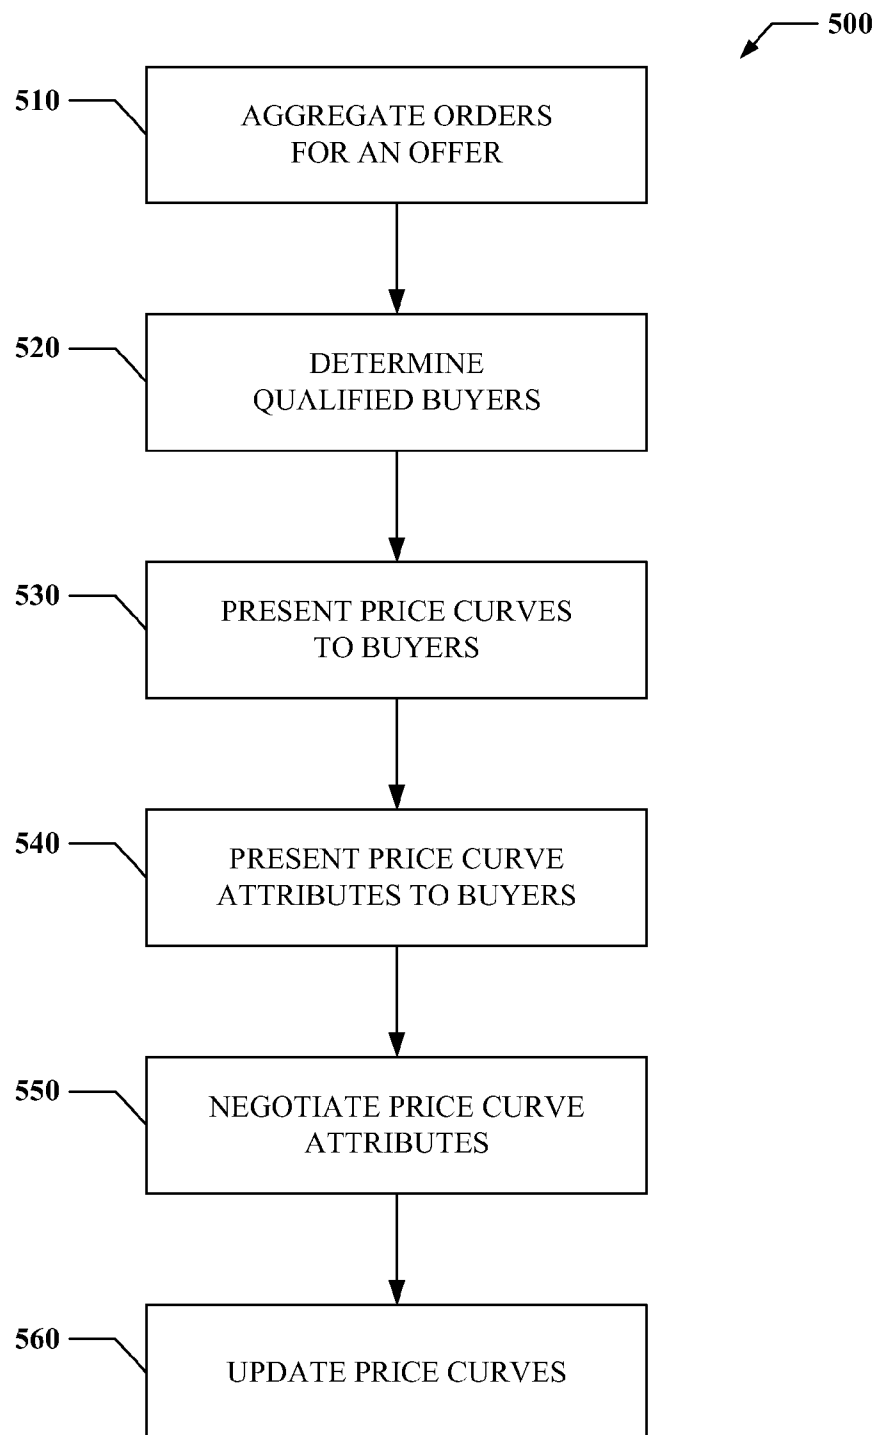 500
510
AGGREGATE ORDERS
FOR AN OFFER
520
DETERMINE
QUALIFIED BUYERS
530
PRESENT PRICE CURVES
TO BUYERS
540
PRESENT PRICE CURVE
ATTRIBUTES TO BUYERS
550
NEGOTIATE PRICE CURVE
ATTRIBUTES
560
UPDATE PRICE CURVES